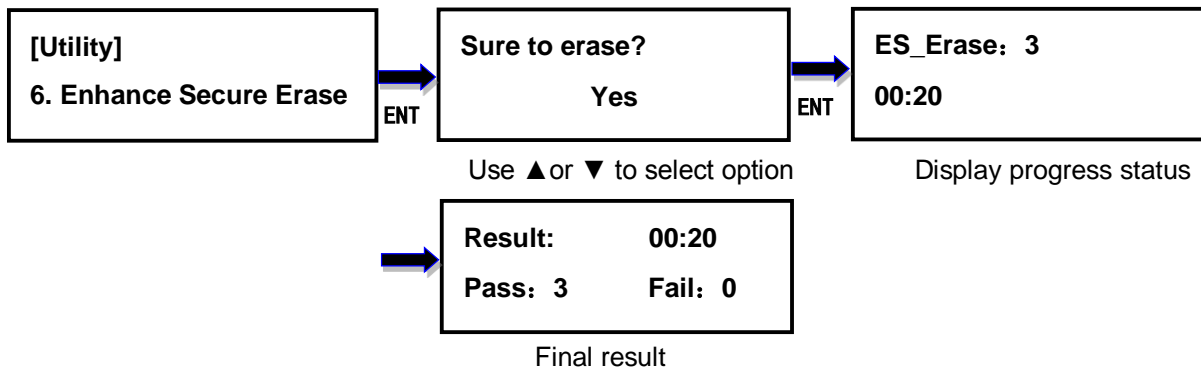 [Utility]
6. Enhance Secure Erase
ENT
Sure to erase?
Yes
Use ▲or ▼ to select option
ENT
ES_Erase：3
00:20
Display progress status
Result: 00:20
Pass：3 Fail：0
Final result